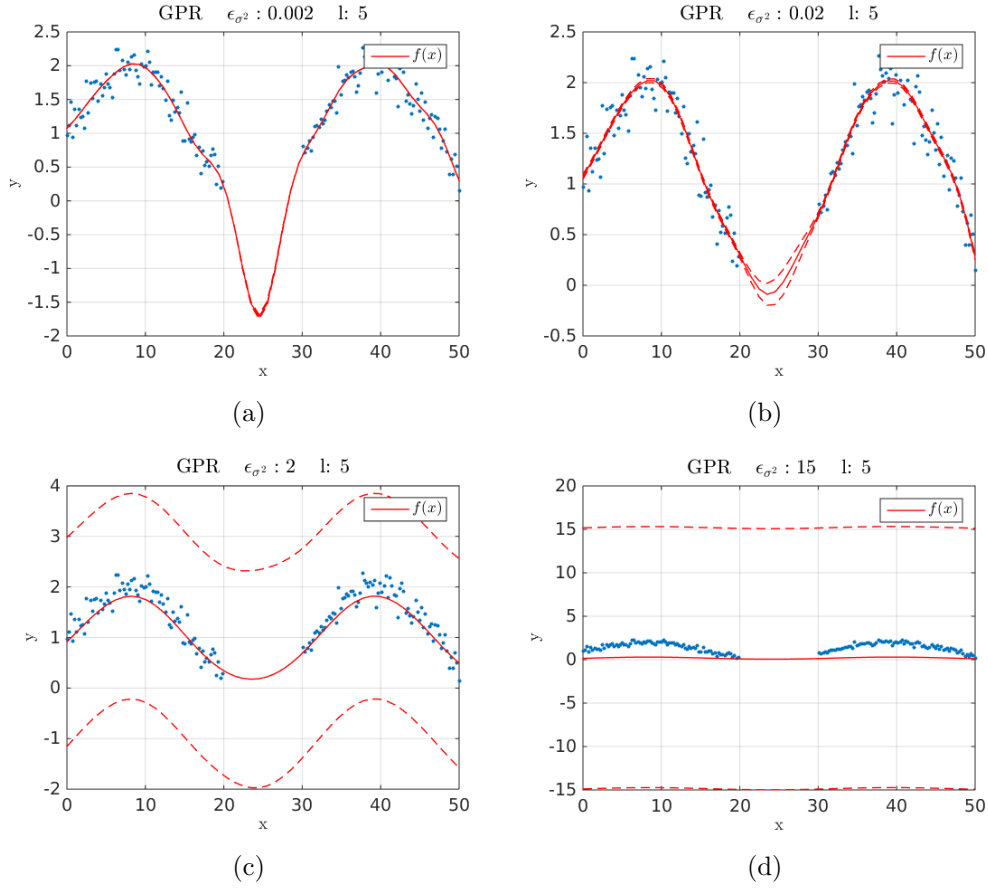 GPR ϵσ² : 0.002 l: 5
2.5
f(x)
2
1.5
1
0.5
y
0
-0.5
-1
-1.5
-2
0 10 20 30 40 50
x
(a)
GPR ϵσ² : 0.02 l: 5
2.5
f(x)
2
1.5
1
y
0.5
0
-0.5
0 10 20 30 40 50
x
(b)
GPR ϵσ² : 2 l: 5
4
f(x)
3
2
1
y
0
-1
-2
0 10 20 30 40 50
x
(c)
GPR ϵσ² : 15 l: 5
20
f(x)
15
10
5
y
0
-5
-10
-15
0 10 20 30 40 50
x
(d)